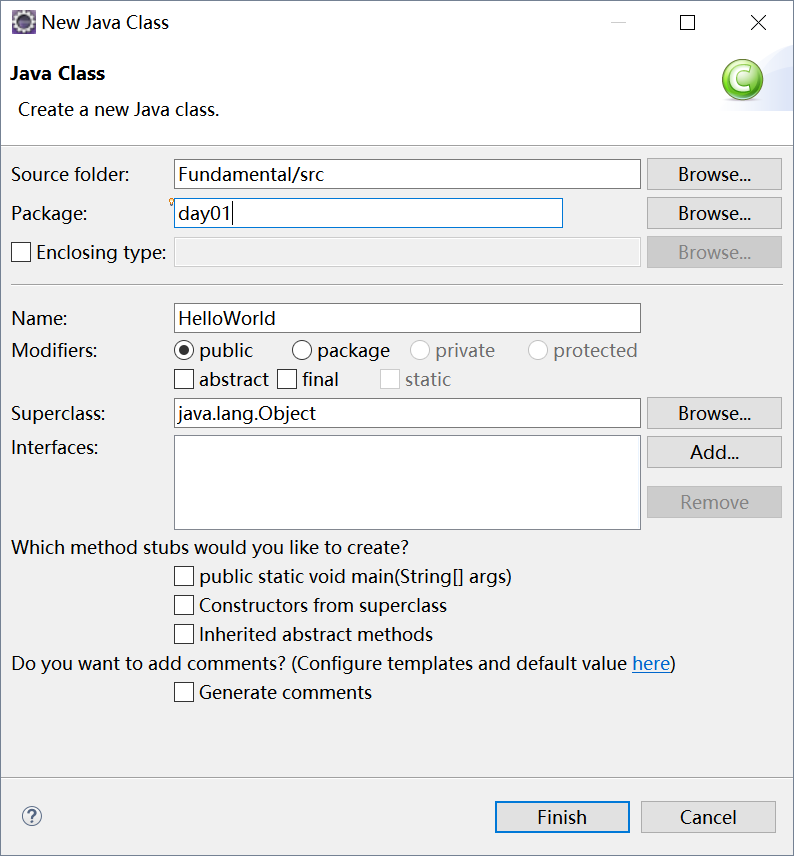 New Java Class
Java Class
Create a new Java class.
Source folder: Fundamental/src Browse...
Package: day01 Browse...
Enclosing type: Browse...
Name: HelloWorld
Modifiers: public package private protected
abstract final static
Superclass: java.lang.Object Browse...
Interfaces: Add...
Remove
Which method stubs would you like to create?
public static void main(String[] args)
Constructors from superclass
Inherited abstract methods
Do you want to add comments? (Configure templates and default value here)
Generate comments
Finish Cancel